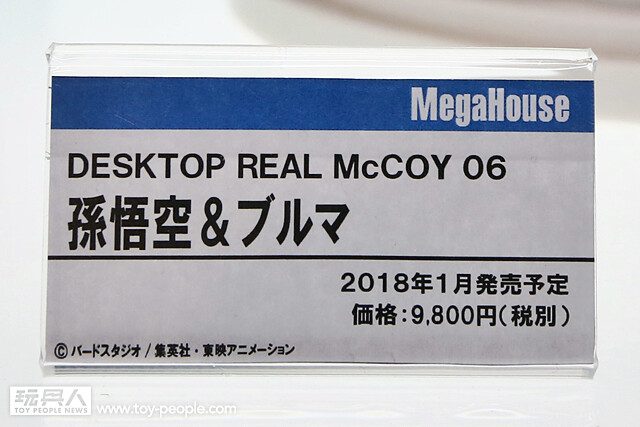 MegaHouse
DESKTOP REAL McCOY 06
孫悟空&ブルマ
2018年1月発売予定
価格:9,800円(税別)
©バードスタジオ/集英社・東映アニメーション
玩具人
TOY PEOPLE NEWS www.toy-people.com